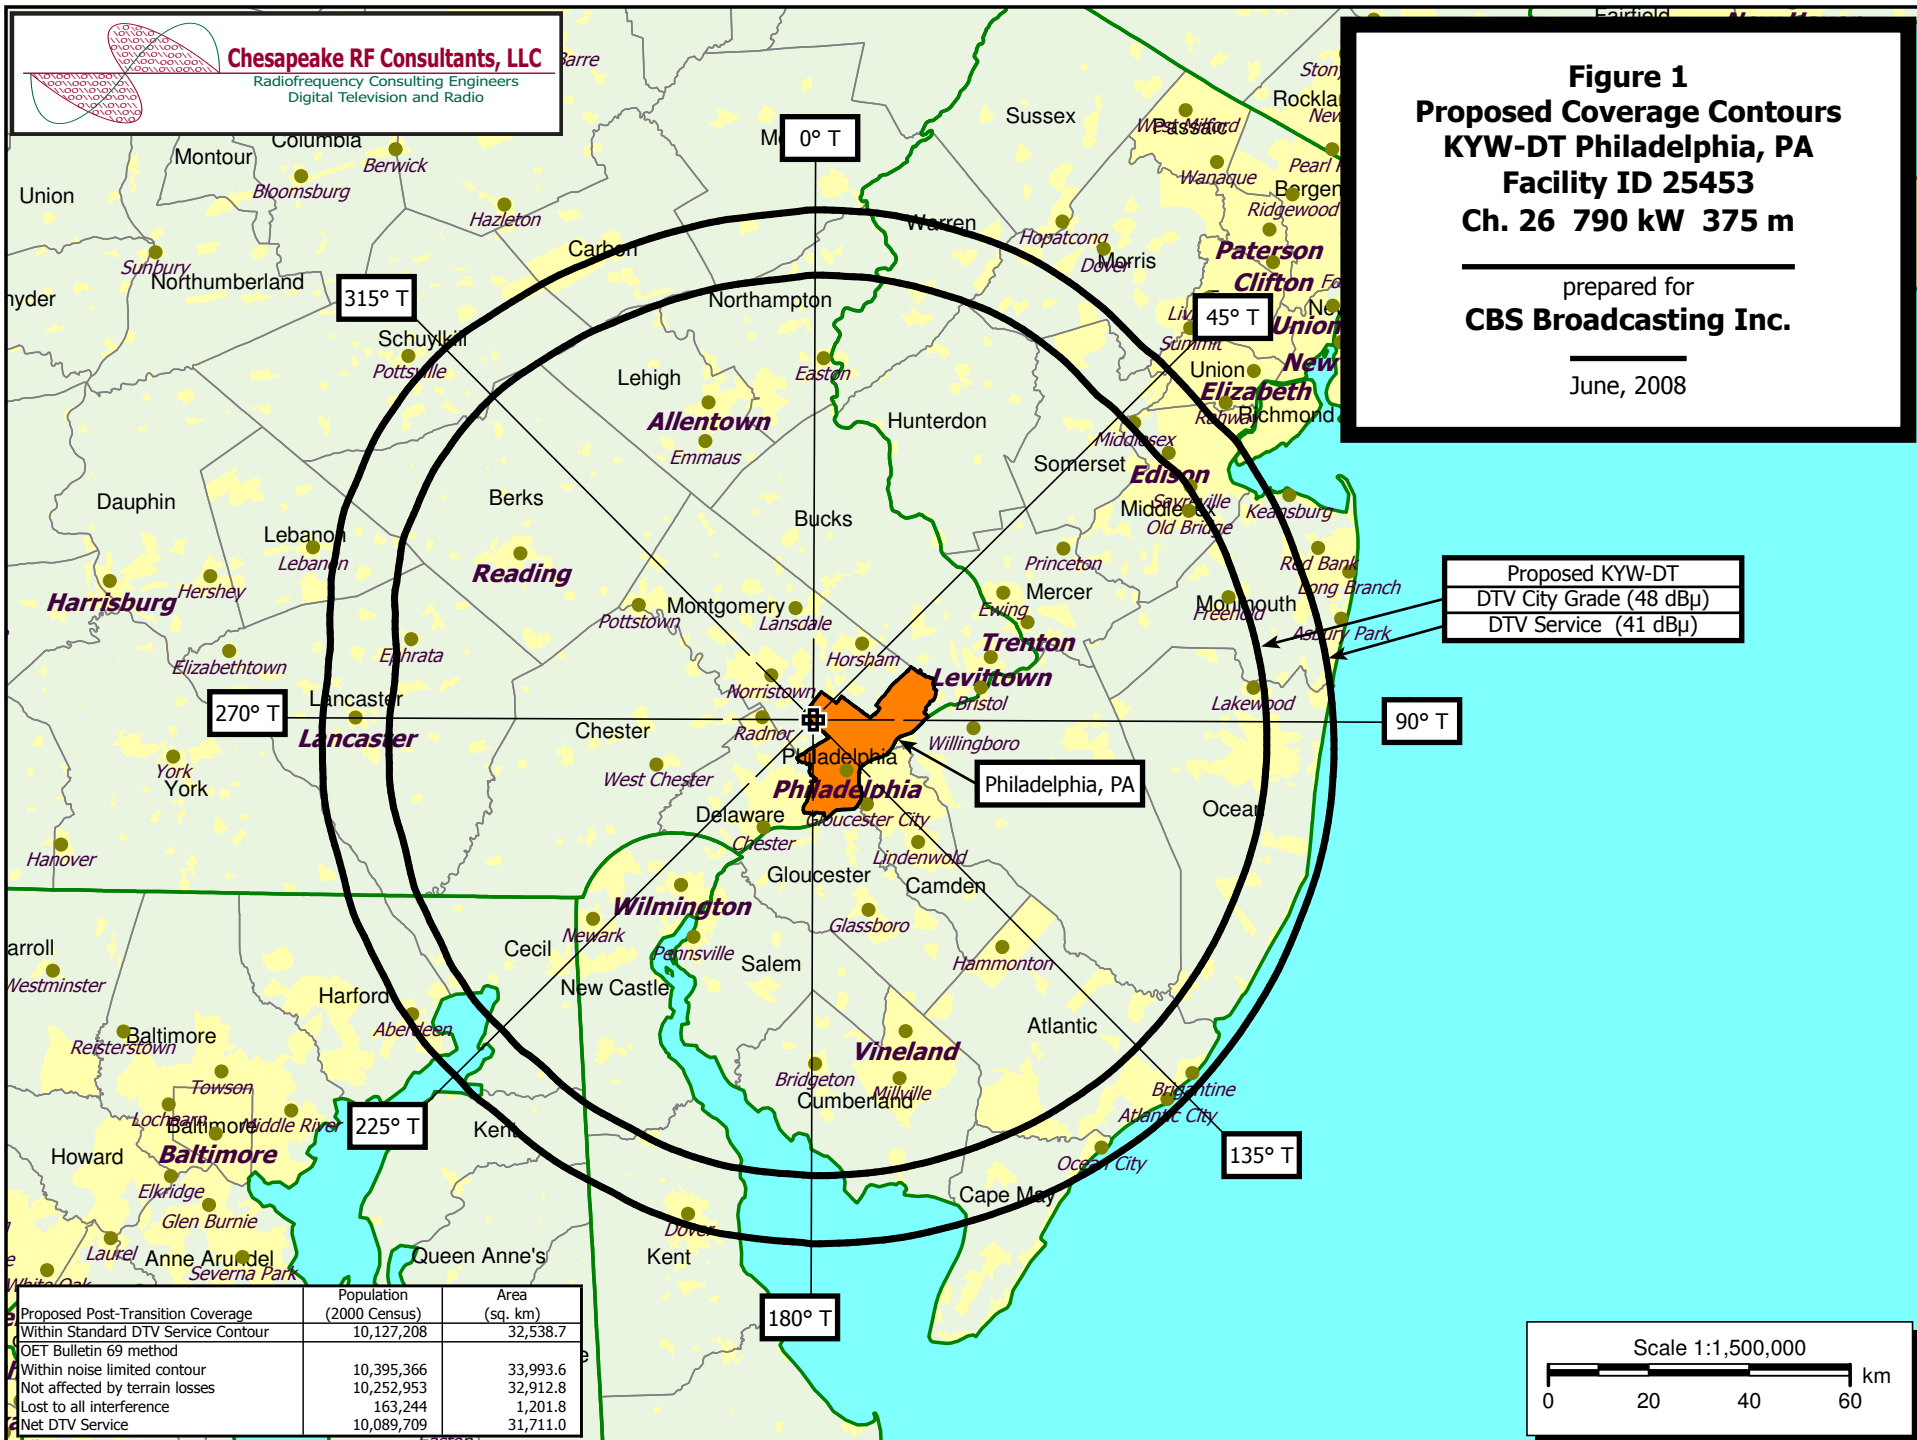 Chesapeake RF Consultants, LLC
Radiofrequency Consulting Engineers
Digital Television and Radio
Figure 1
Proposed Coverage Contours
KYW-DT Philadelphia, PA
Facility ID 25453
Ch. 26 790 kW 375 m
prepared for
CBS Broadcasting Inc.
June, 2008
Fairfield
Sussex
West Milford
Passaic
Wanaque
Bergen
Ridgewood
Columbia
Montour
Berwick
Bloomsburg
Union
Hazleton
0° T
Warren
Hopatcong
Dover
Morris
Paterson
Clifton
Carbon
Sunbury
Northumberland
315° T
Northampton
45° T
Union
Summit
Schuylkill
Pottsville
Lehigh
Easton
Union
Elizabeth
Rahway
Richmond
Allentown
Emmaus
Hunterdon
Middlesex
Somerset
Edison
Sayreville
Middlesex
Old Bridge
Keansburg
Dauphin
Berks
Bucks
Lebanon
Lebanon
Reading
Princeton
Red Bank
Long Branch
Harrisburg
Hershey
Pottstown
Montgomery
Lansdale
Ewing
Mercer
Monmouth
Freehold
Asbury Park
Proposed KYW-DT
DTV City Grade (48 dBµ)
DTV Service (41 dBµ)
Elizabethtown
Ephrata
Horsham
Trenton
Levittown
Bristol
Norristown
Lakewood
270° T
Lancaster
Lancaster
Chester
Radnor
Willingboro
90° T
York
York
West Chester
Philadelphia
Philadelphia
Philadelphia, PA
Delaware
Chester
Gloucester City
Ocean
Hanover
Lindenwold
Gloucester
Camden
Wilmington
Newark
Glassboro
Cecil
Pennsville
Salem
Hammonton
Westminster
New Castle
Harford
Aberdeen
Baltimore
Reisterstown
Atlantic
Vineland
Towson
Bridgeton
Millville
Cumberland
Brigantine
Atlantic City
Lochearn
Baltimore
Middle River
225° T
Kent
Howard
Baltimore
Ocean City
135° T
Elkridge
Glen Burnie
Cape May
Dover
Laurel
Anne Arundel
Severna Park
Queen Anne's
Kent
White Oak
180° T
Proposed Post-Transition Coverage Population (2000 Census) Area (sq. km)
Within Standard DTV Service Contour 10,127,208 32,538.7
OET Bulletin 69 method
Within noise limited contour 10,395,366 33,993.6
Not affected by terrain losses 10,252,953 32,912.8
Lost to all interference 163,244 1,201.8
Net DTV Service 10,089,709 31,711.0
Scale 1:1,500,000
km
0 20 40 60